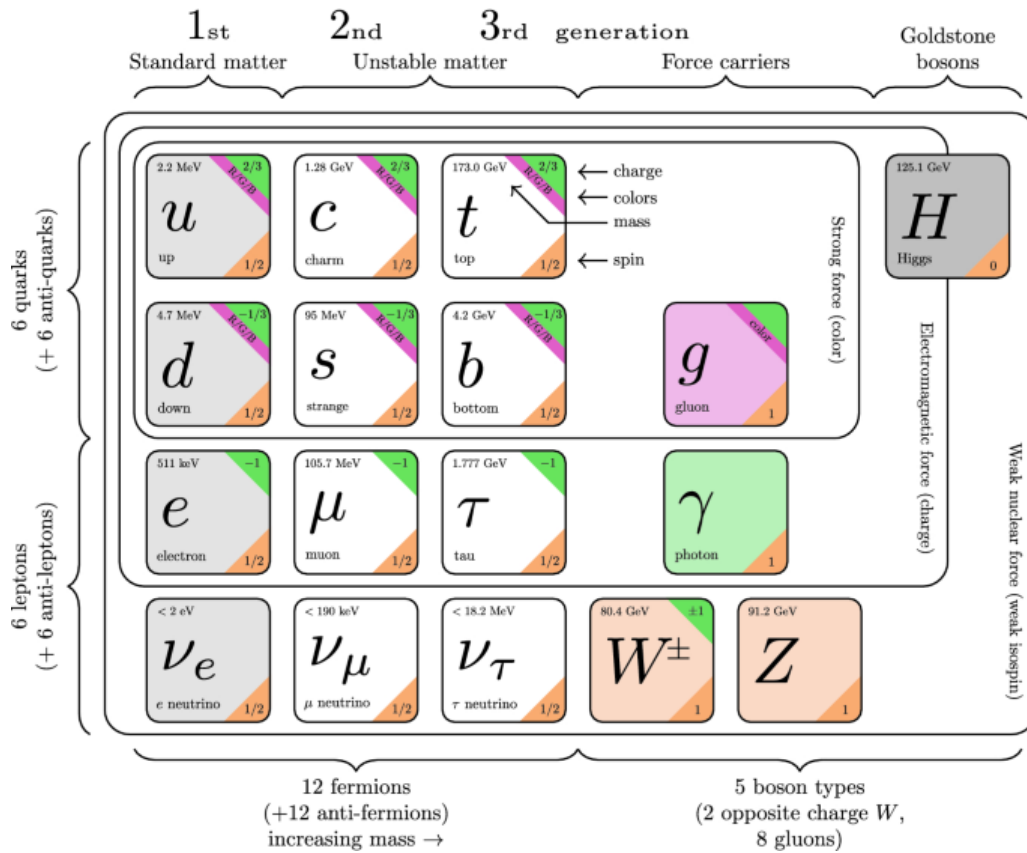 1st 2nd 3rd generation
Goldstone
bosons
Standard matter
Unstable matter
Force carriers
6 quarks
(+ 6 anti-quarks)
6 leptons
(+ 6 anti-leptons)
2.2 MeV
2/3
R/G/B
u
up
1/2
1.28 GeV
2/3
R/G/B
c
charm
1/2
173.0 GeV
2/3
R/G/B
t
top
1/2
← charge
← colors
mass
← spin
125.1 GeV
H
Higgs
0
4.7 MeV
−1/3
R/G/B
d
down
1/2
95 MeV
−1/3
R/G/B
s
strange
1/2
4.2 GeV
−1/3
R/G/B
b
bottom
1/2
color
g
gluon
1
Strong force (color)
511 keV
−1
e
electron
1/2
105.7 MeV
−1
μ
muon
1/2
1.777 GeV
−1
τ
tau
1/2
γ
photon
1
Electromagnetic force (charge)
< 2 eV
νe
e neutrino
1/2
< 190 keV
νμ
μ neutrino
1/2
< 18.2 MeV
ντ
τ neutrino
1/2
80.4 GeV
±1
W±
1
91.2 GeV
Z
1
Weak nuclear force (weak isospin)
12 fermions
(+12 anti-fermions)
increasing mass →
5 boson types
(2 opposite charge W,
8 gluons)